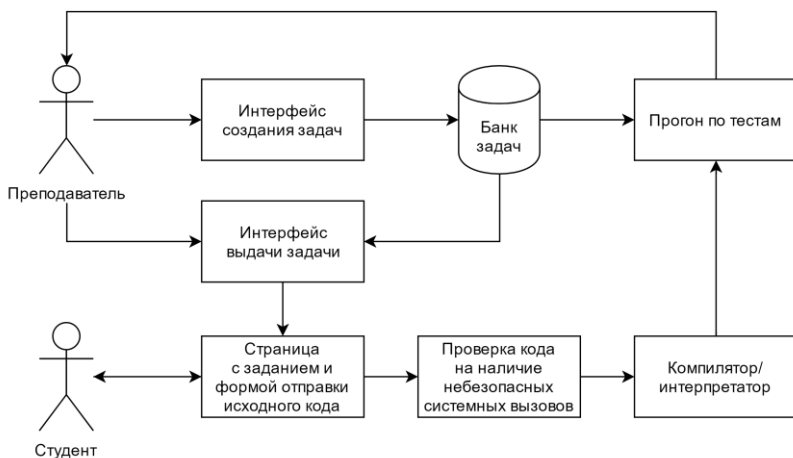 Интерфейс
создания задач
Банк
задач
Прогон по тестам
Преподаватель
Интерфейс
выдачи задачи
Страница
с заданием и
формой отправки
исходного кода
Проверка кода
на наличие
небезопасных
системных вызовов
Компилятор/
интерпретатор
Студент